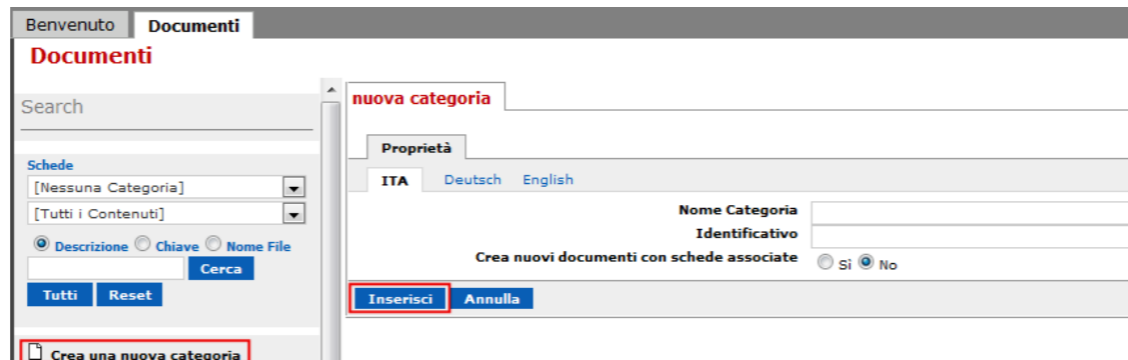 Benvenuto Documenti
Documenti
Search
Schede
[Nessuna Categoria]
[Tutti i Contenuti]
Descrizione Chiave Nome File
Cerca
Tutti Reset
Crea una nuova categoria
nuova categoria
Proprietà
ITA Deutsch English
Nome Categoria
Identificativo
Crea nuovi documenti con schede associate Sì No
Inserisci Annulla